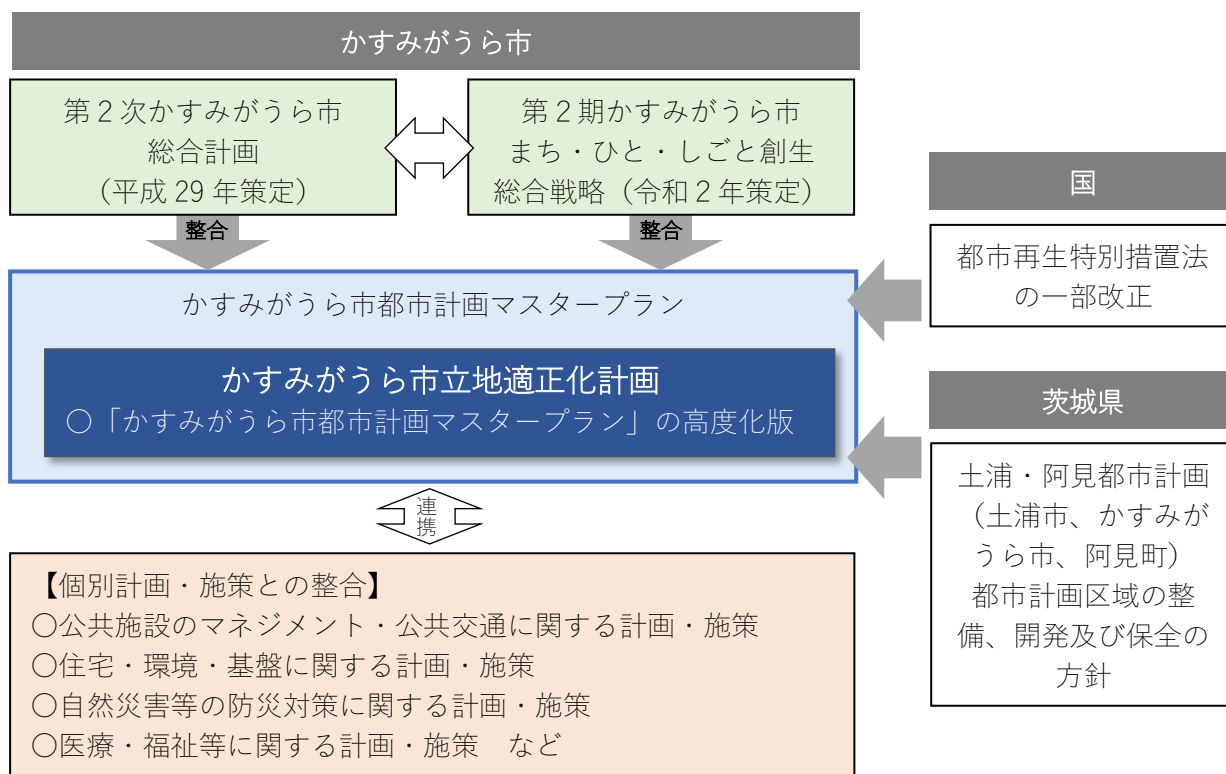 かすみがうら市
第２次かすみがうら市
総合計画
（平成 29 年策定）
第２期かすみがうら市
まち・ひと・しごと創生
総合戦略（令和２年策定）
整合
整合
かすみがうら市都市計画マスタープラン
かすみがうら市立地適正化計画
○「かすみがうら市都市計画マスタープラン」の高度化版
連
携
【個別計画・施策との整合】
○公共施設のマネジメント・公共交通に関する計画・施策
○住宅・環境・基盤に関する計画・施策
○自然災害等の防災対策に関する計画・施策
○医療・福祉等に関する計画・施策　など
国
都市再生特別措置法
の一部改正
茨城県
土浦・阿見都市計画
（土浦市、かすみが
うら市、阿見町）
都市計画区域の整
備、開発及び保全の
方針